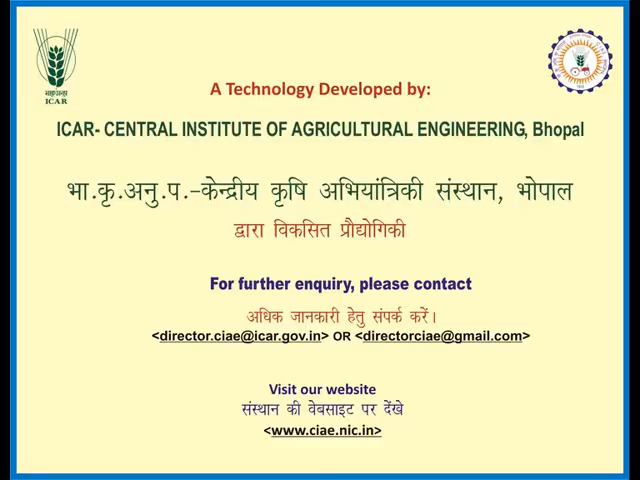 भाकृअनुप
ICAR
A Technology Developed by:
ICAR- CENTRAL INSTITUTE OF AGRICULTURAL ENGINEERING, Bhopal
भा.कृ.अनु.प.-केन्द्रीय कृषि अभियांत्रिकी संस्थान, भोपाल
द्वारा विकसित प्रौद्योगिकी
For further enquiry, please contact
अधिक जानकारी हेतु संपर्क करें।
<director.ciae@icar.gov.in> OR <directorciae@gmail.com>
Visit our website
संस्थान की वेबसाइट पर देंखे
<www.ciae.nic.in>